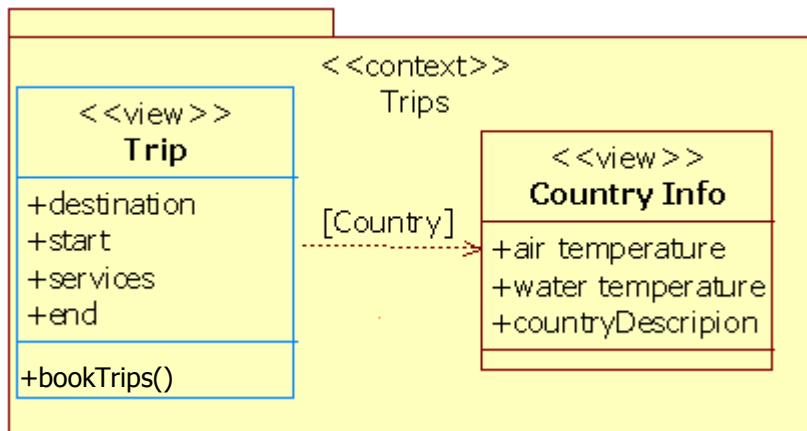 <<context>>
Trips
<<view>>
Trip
+destination
+start
+services
+end
+bookTrips()
[Country]
<<view>>
Country Info
+air temperature
+water temperature
+countryDescripion